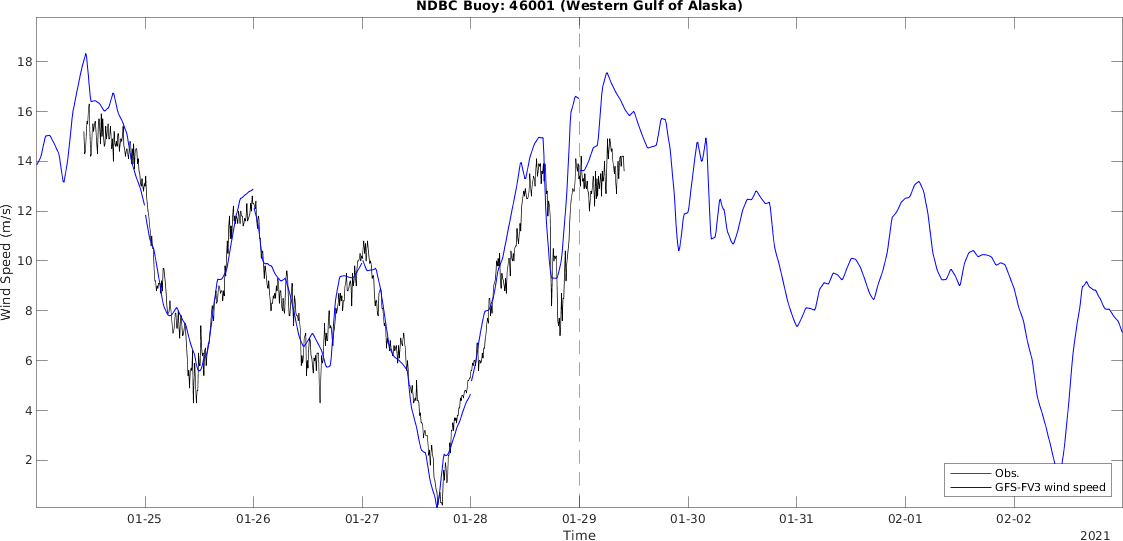 NDBC Buoy: 46001 (Western Gulf of Alaska)
Wind Speed (m/s)
18
16
14
12
10
8
6
4
2
Obs.
GFS-FV3 wind speed
01-25 01-26 01-27 01-28 01-29 01-30 01-31 02-01 02-02
Time
2021